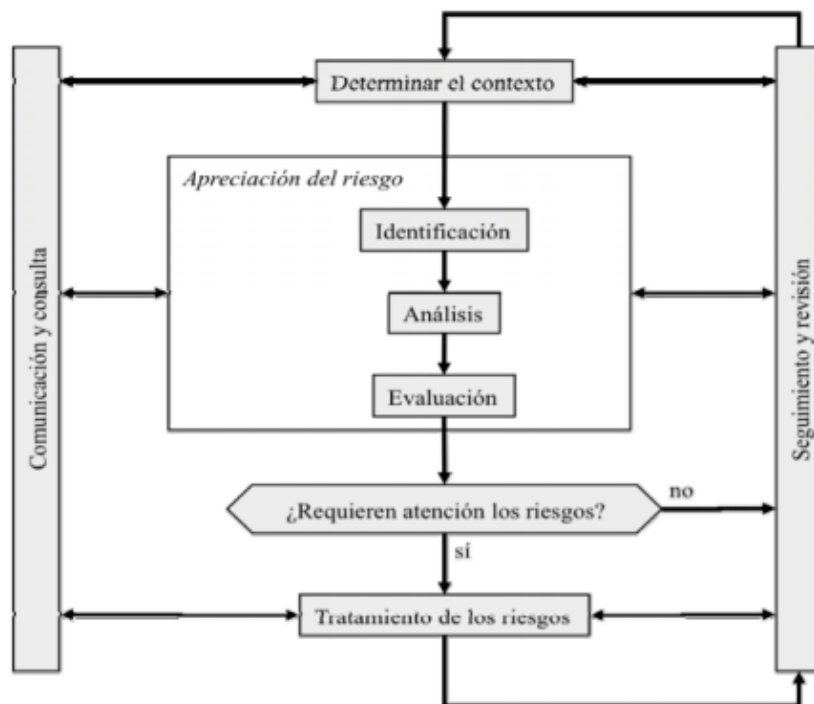 Determinar el contexto
Apreciación del riesgo
Identificación
Análisis
Evaluación
Comunicación y consulta
Seguimiento y revisión
¿Requieren atención los riesgos?
no
sí
Tratamiento de los riesgos